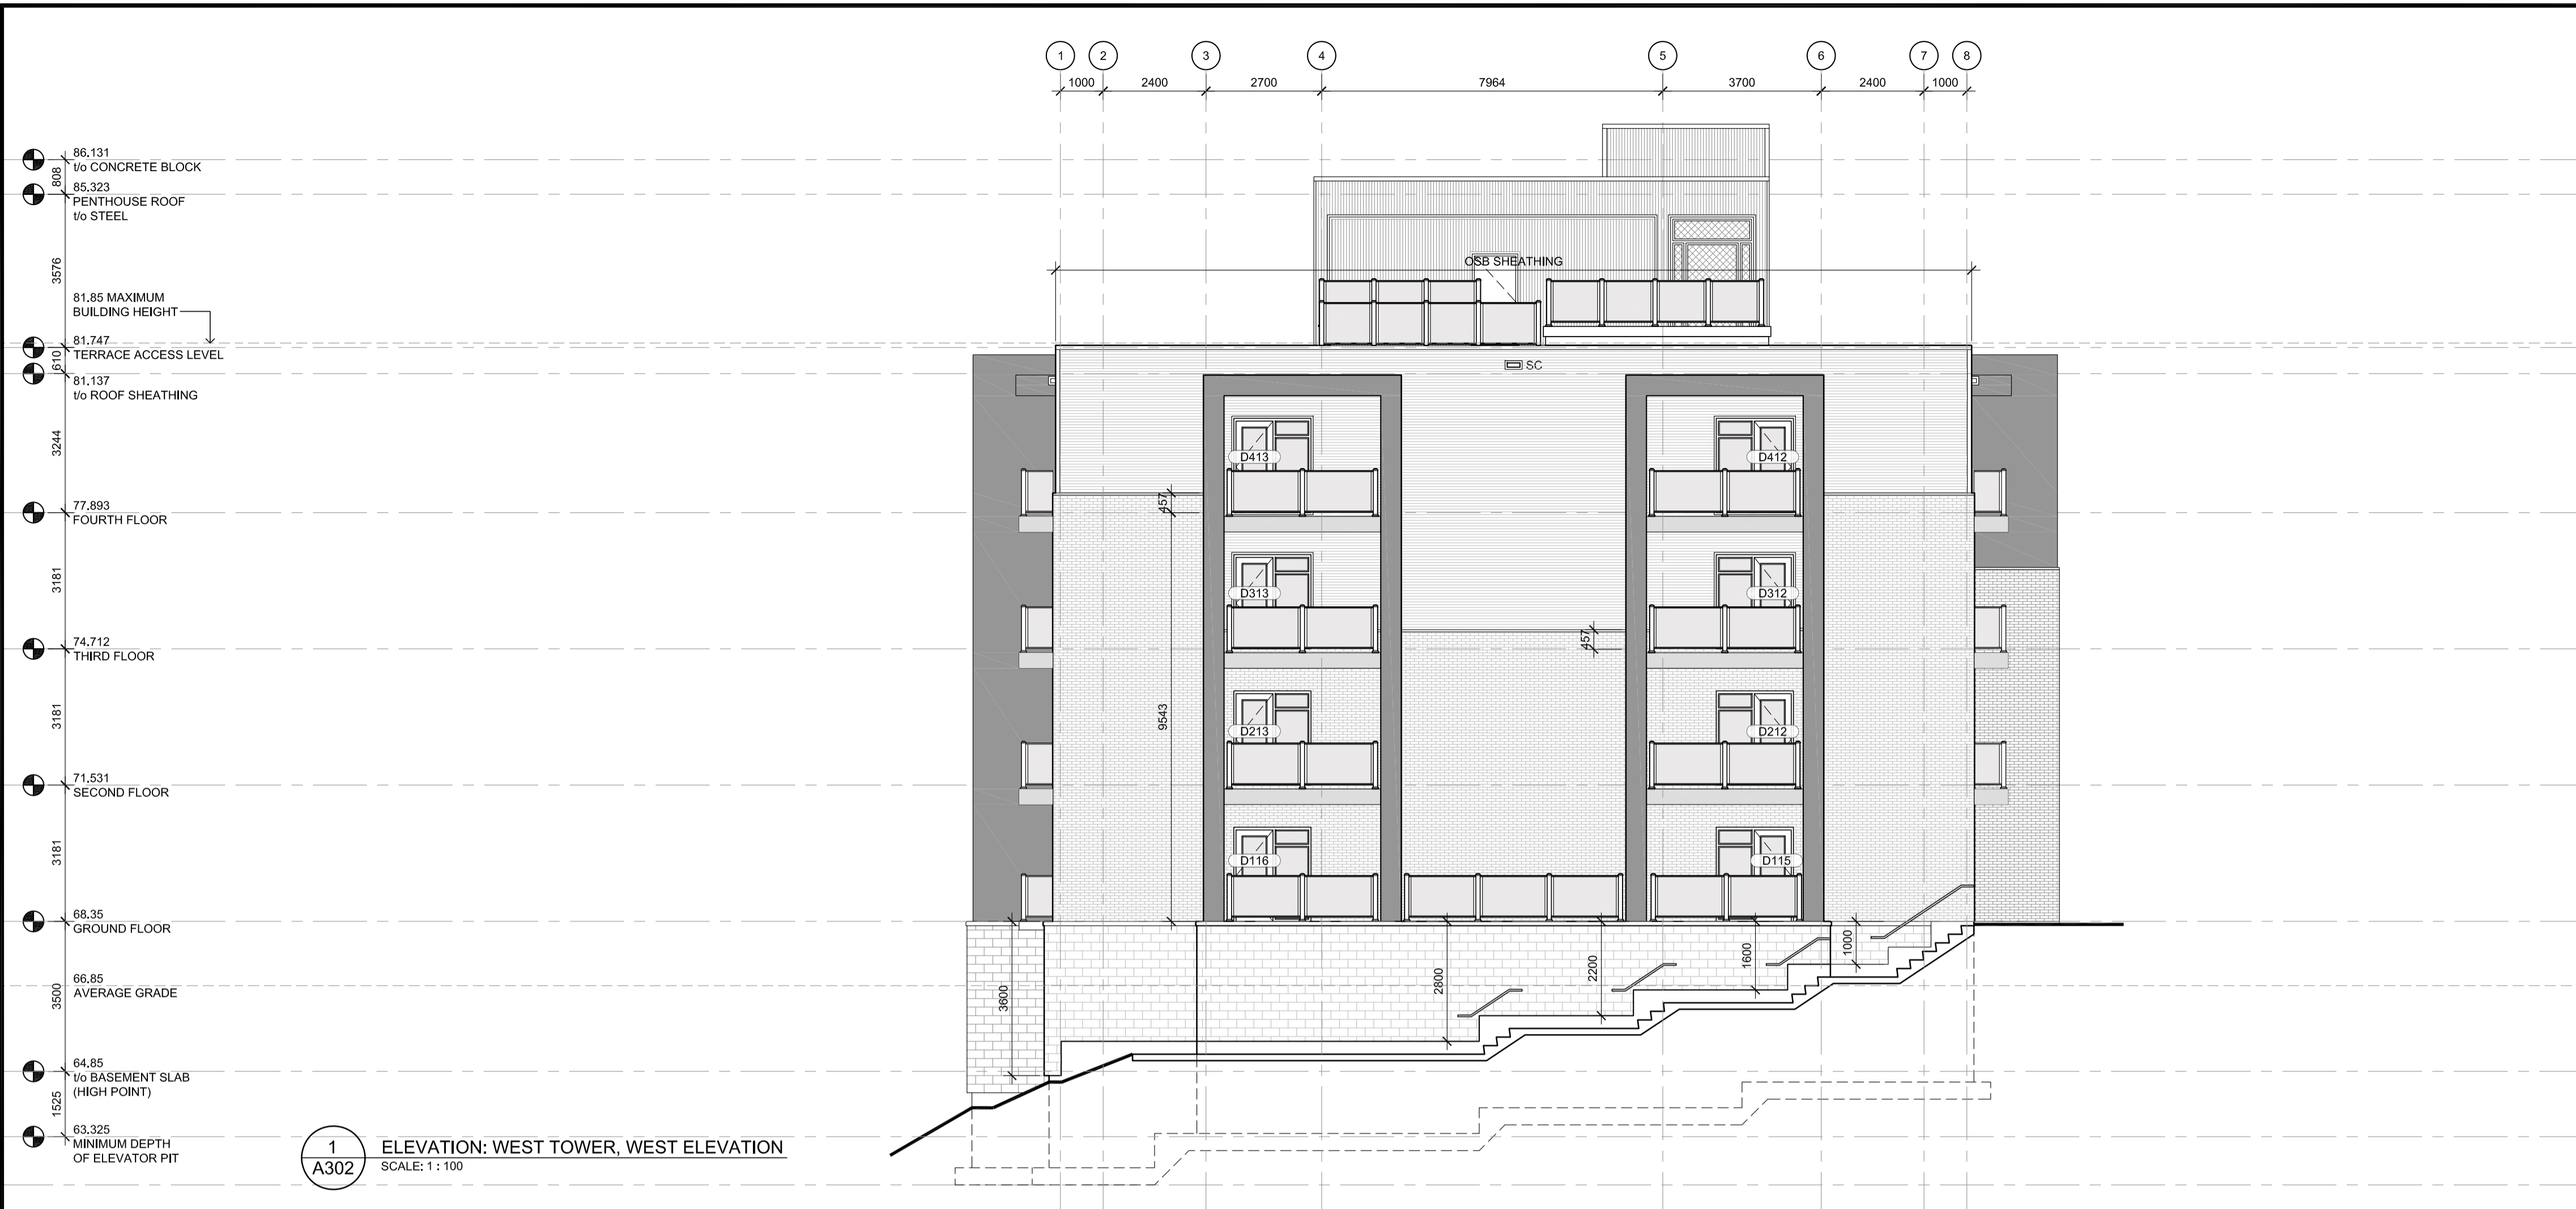 1 2 3 4 5 6 7 8
1000 2400 2700 7964 3700 2400 1000
86.131
t/o CONCRETE BLOCK
808
85.323
PENTHOUSE ROOF
t/o STEEL
3576
OSB SHEATHING
81.85 MAXIMUM
BUILDING HEIGHT
81.747
TERRACE ACCESS LEVEL
610
SC
81.137
t/o ROOF SHEATHING
3244
D413 D412
457
77.893
FOURTH FLOOR
3181
D313 D312
457
74.712
THIRD FLOOR
3181
9543
D213 D212
71.531
SECOND FLOOR
3181
D116 D115
68.35
GROUND FLOOR
3600 2800 2200 1600 1000
66.85
AVERAGE GRADE
3500
64.85
t/o BASEMENT SLAB
(HIGH POINT)
1525
63.325
MINIMUM DEPTH
OF ELEVATOR PIT
1
A302
ELEVATION: WEST TOWER, WEST ELEVATION
SCALE: 1 : 100